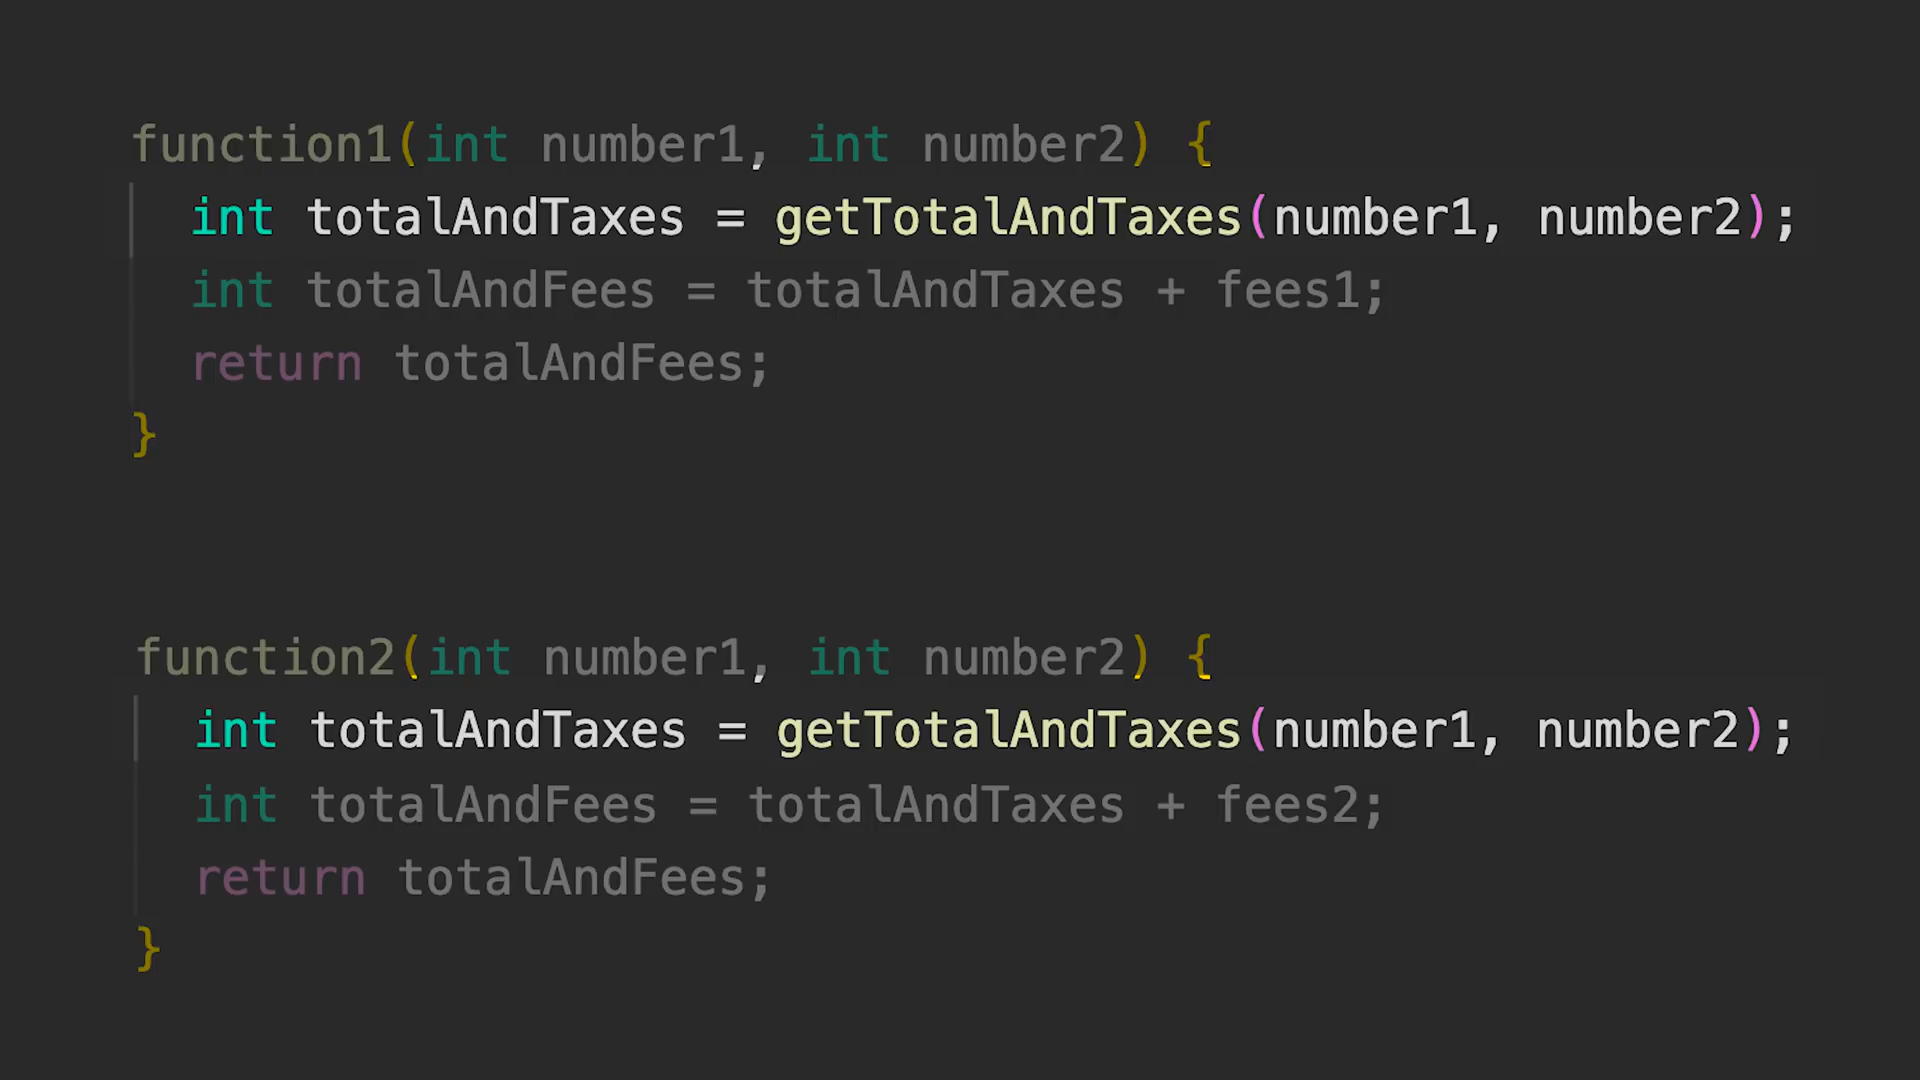 function1(int number1, int number2) {
int totalAndTaxes = getTotalAndTaxes(number1, number2);
int totalAndFees = totalAndTaxes + fees1;
return totalAndFees;
}
function2(int number1, int number2) {
int totalAndTaxes = getTotalAndTaxes(number1, number2);
int totalAndFees = totalAndTaxes + fees2;
return totalAndFees;
}